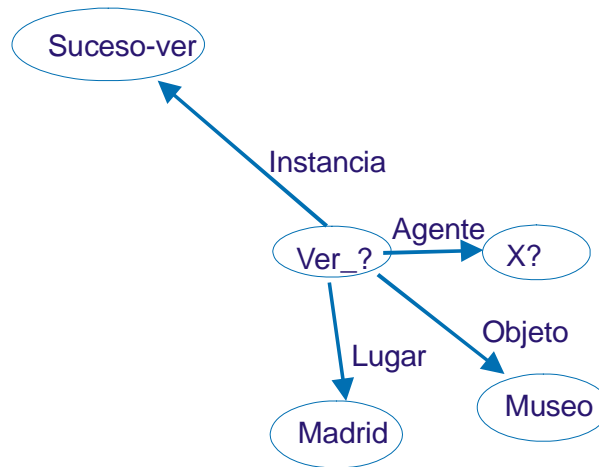 Suceso-ver
Instancia
Agente
Ver_?
X?
Objeto
Lugar
Museo
Madrid